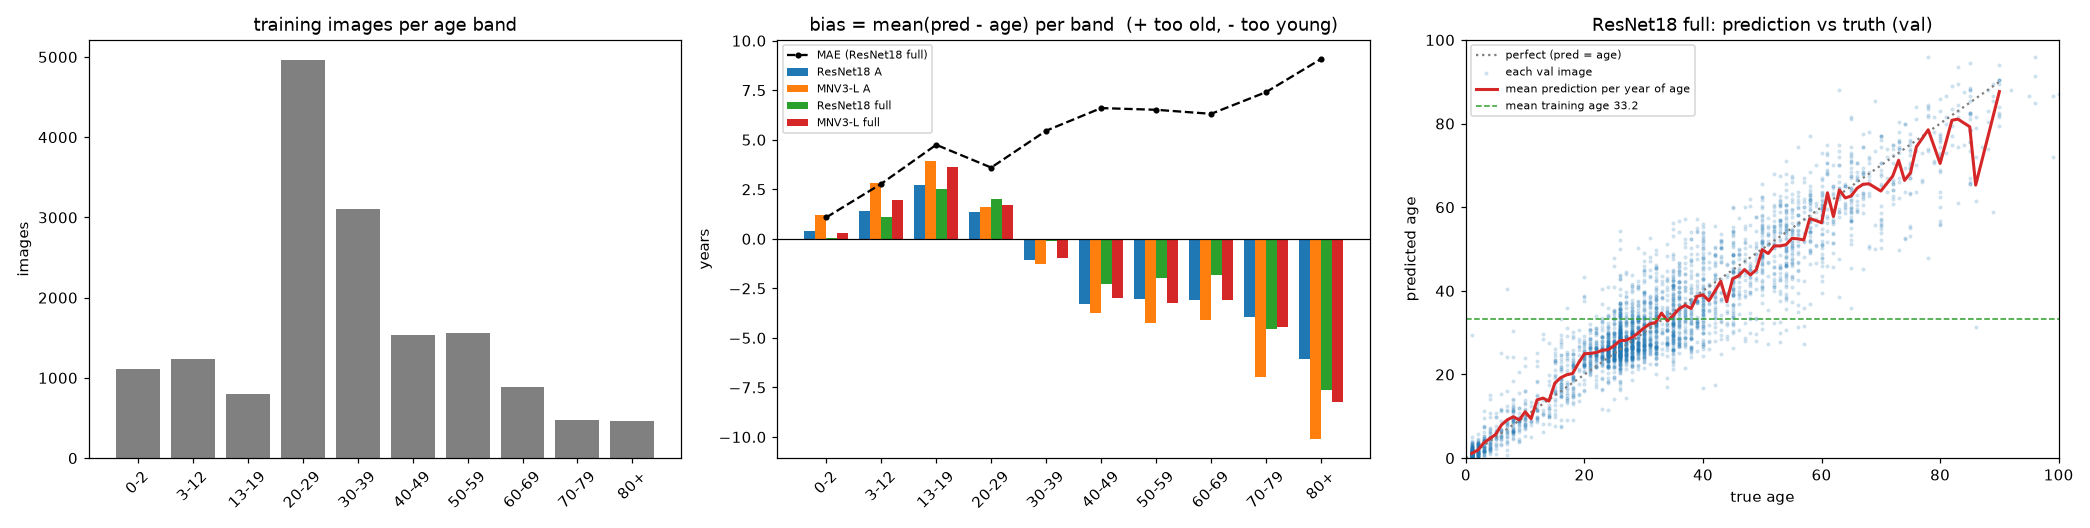 training images per age band
images
5000
4000
3000
2000
1000
0
0-2
3-12
13-19
20-29
30-39
40-49
50-59
60-69
70-79
80+
bias = mean(pred - age) per band (+ too old, - too young)
years
10.0
7.5
5.0
2.5
0.0
−2.5
−5.0
−7.5
−10.0
MAE (ResNet18 full)
ResNet18 A
MNV3-L A
ResNet18 full
MNV3-L full
0-2
3-12
13-19
20-29
30-39
40-49
50-59
60-69
70-79
80+
ResNet18 full: prediction vs truth (val)
predicted age
100
80
60
40
20
0
perfect (pred = age)
each val image
mean prediction per year of age
mean training age 33.2
0
20
40
60
80
100
true age